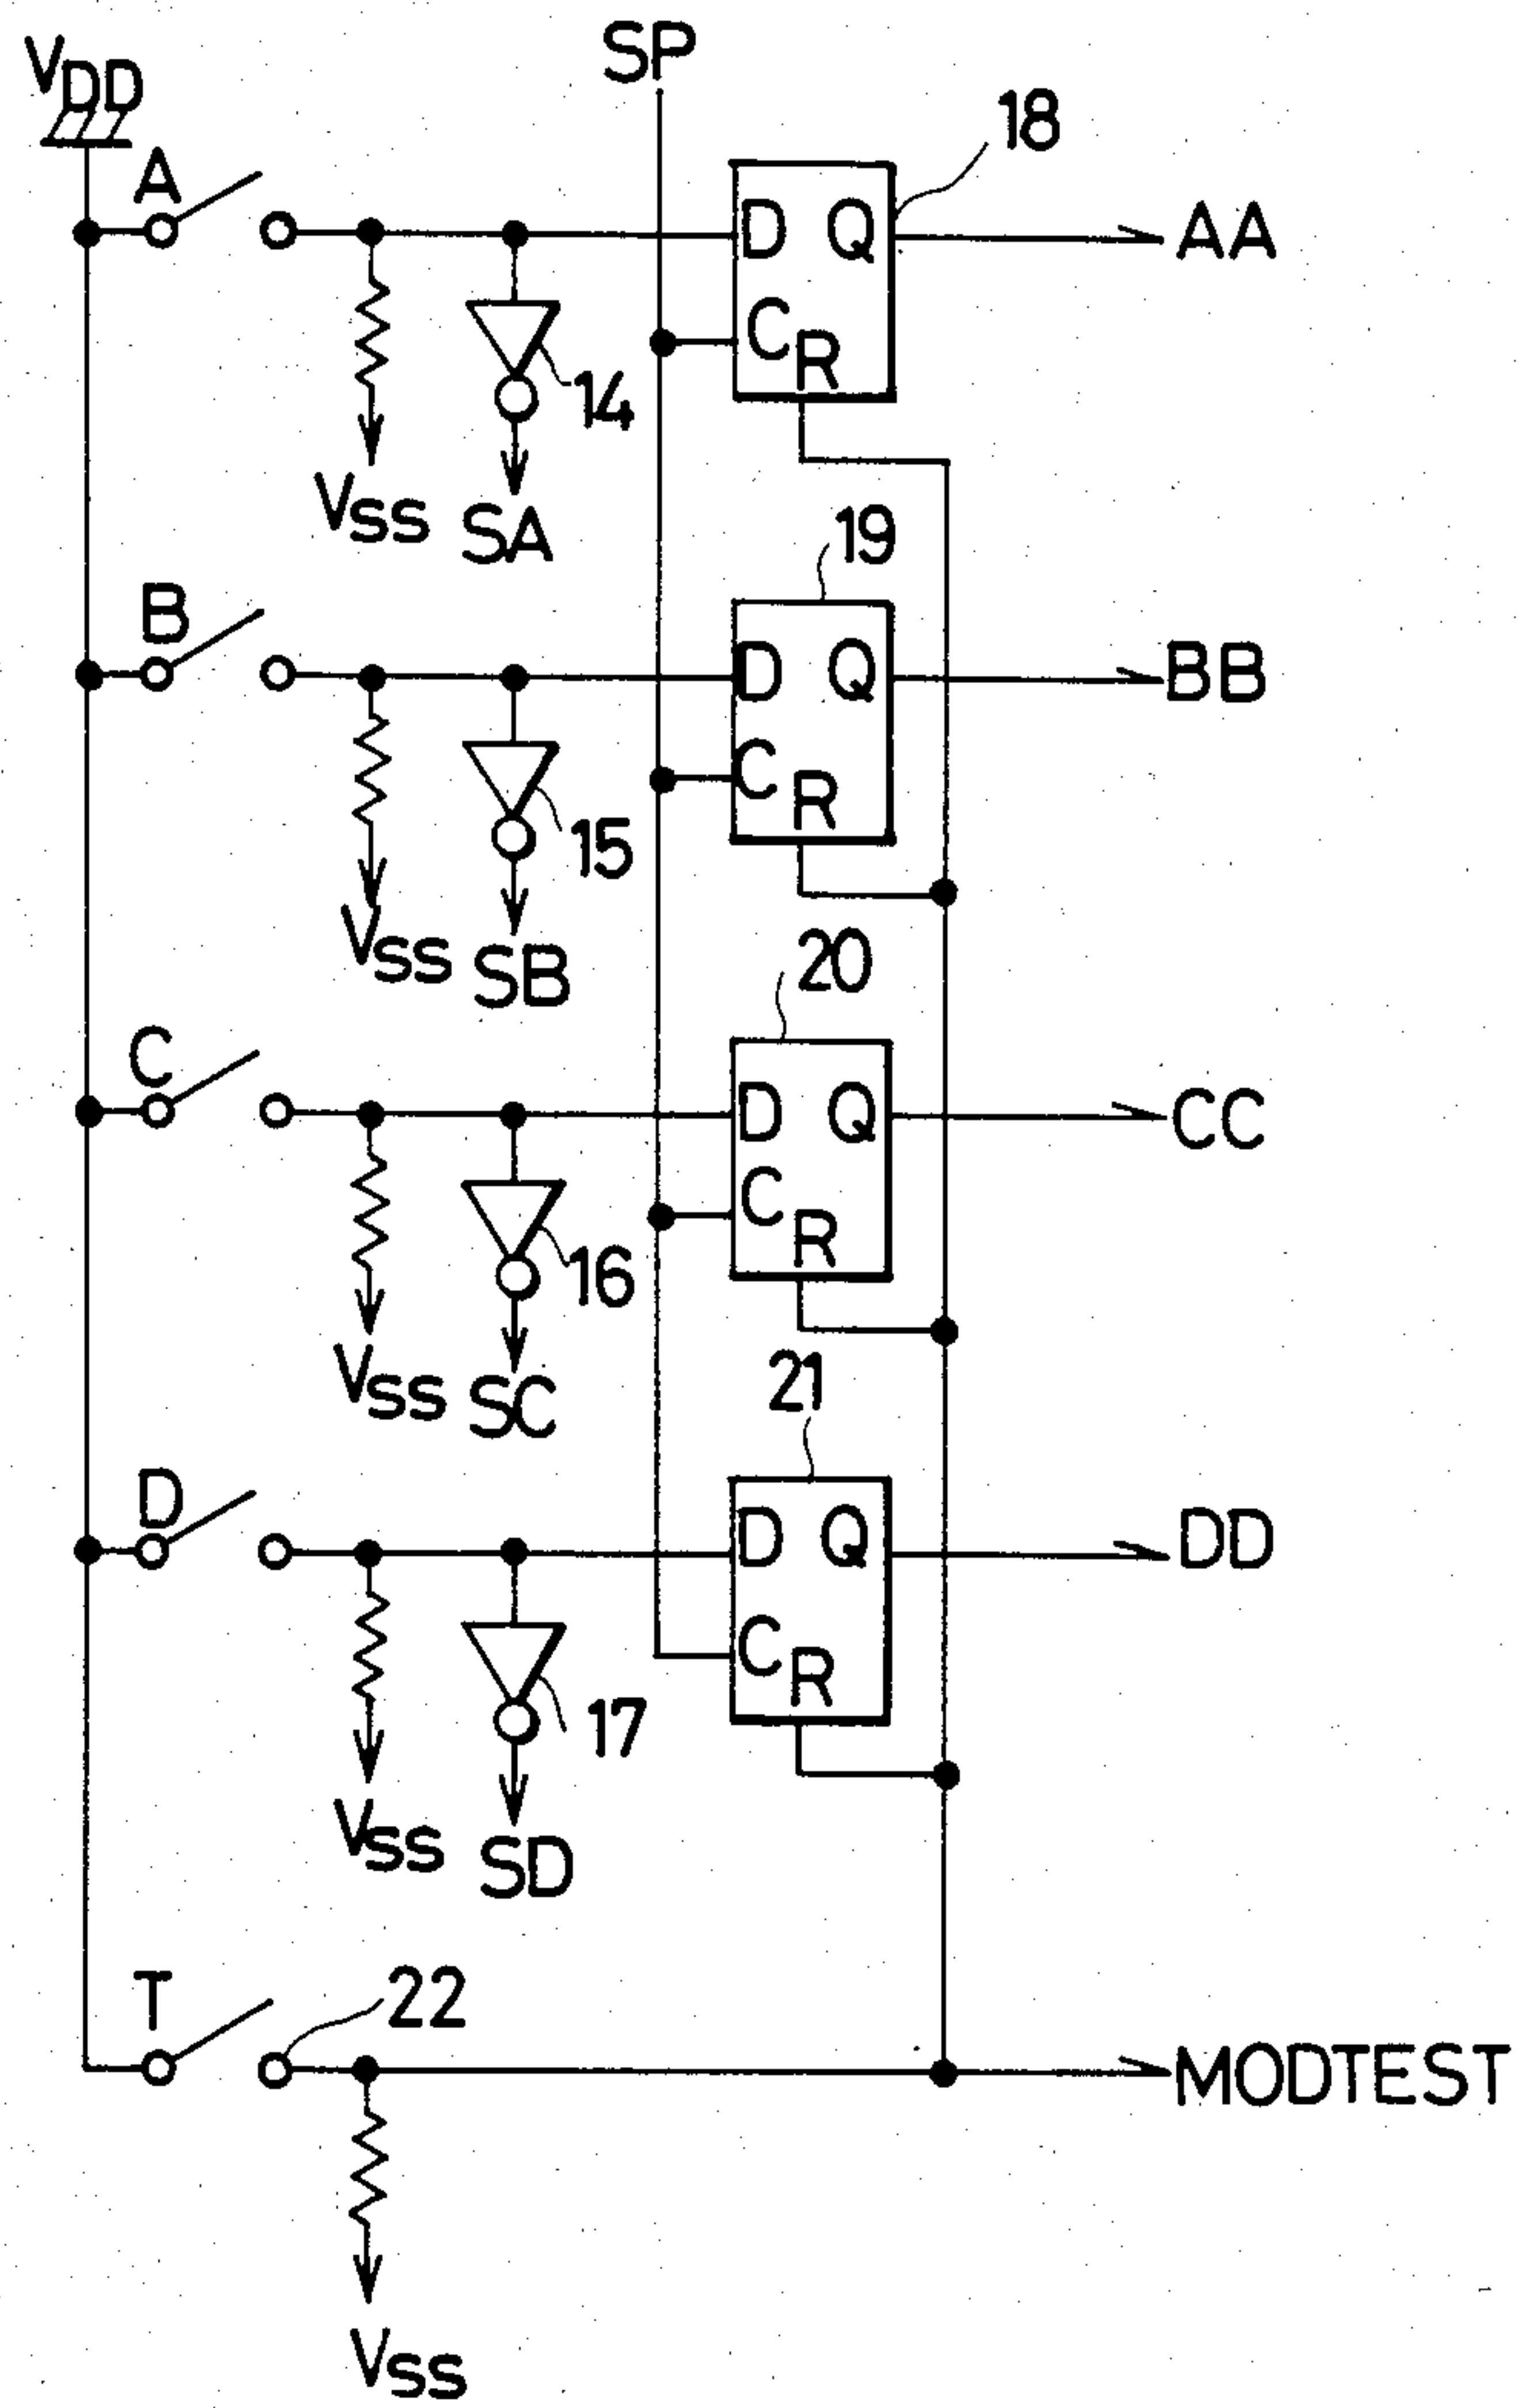 VDD
SP
18
A
D Q
AA
C
R
14
VSS SA
19
B
D Q
BB
C
R
15
VSS SB
20
C
D Q
CC
C
R
16
VSS SC
21
D
D Q
DD
C
R
17
VSS SD
T
22
MODTEST
VSS